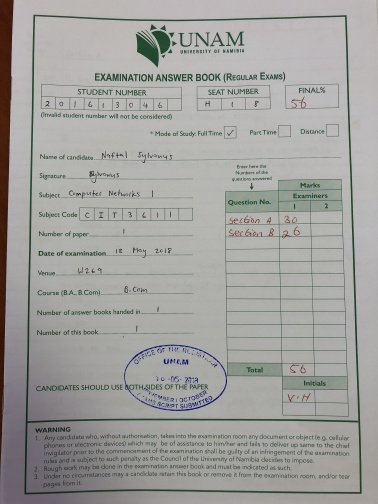 UNAM
UNIVERSITY OF NAMIBIA
EXAMINATION ANSWER BOOK (REGULAR EXAMS)
STUDENT NUMBER SEAT NUMBER FINAL%
2 0 1 6 1 3 0 4 6 H 1 8 56
(Invalid student number will not be considered)
* Mode of Study: Full Time ✓ Part Time Distance
Name of candidate Naftal Sylvanus
Signature Sylvanus
Subject Computer Networks 1
Subject Code C I T 3 6 1 1
Number of paper 1
Date of examination 18 May 2018
Venue W269
Course (B.A., B.Com) B.Com
Number of answer books handed in 1
Number of this book 1
Enter here the
Numbers of the
questions answered
Marks
Question No. Examiners
1 2
Section A 30
Section B 26
Total 56
Initials
V.H
OFFICE OF THE REGISTRAR
UNAM
SCRIPT SUBMITTED
CANDIDATES SHOULD USE BOTH SIDES OF THE PAPER
WARNING
1. Any candidate who, without authorisation, takes into the examination room any document or object (e.g. cellular
phones or electronic devices) which may be of assistance to him/her and fails to deliver up same to the chief
invigilator prior to the commencement of the examination shall be guilty of an infringement of the examination
rules and is subject to such penalty as the Council of the University of Namibia decides to impose.
2. Rough work may be done in the examination answer book and must be indicated as such.
3. Under no circumstances may a candidate retain this book or remove it from the examination room, and/or tear
pages from it.